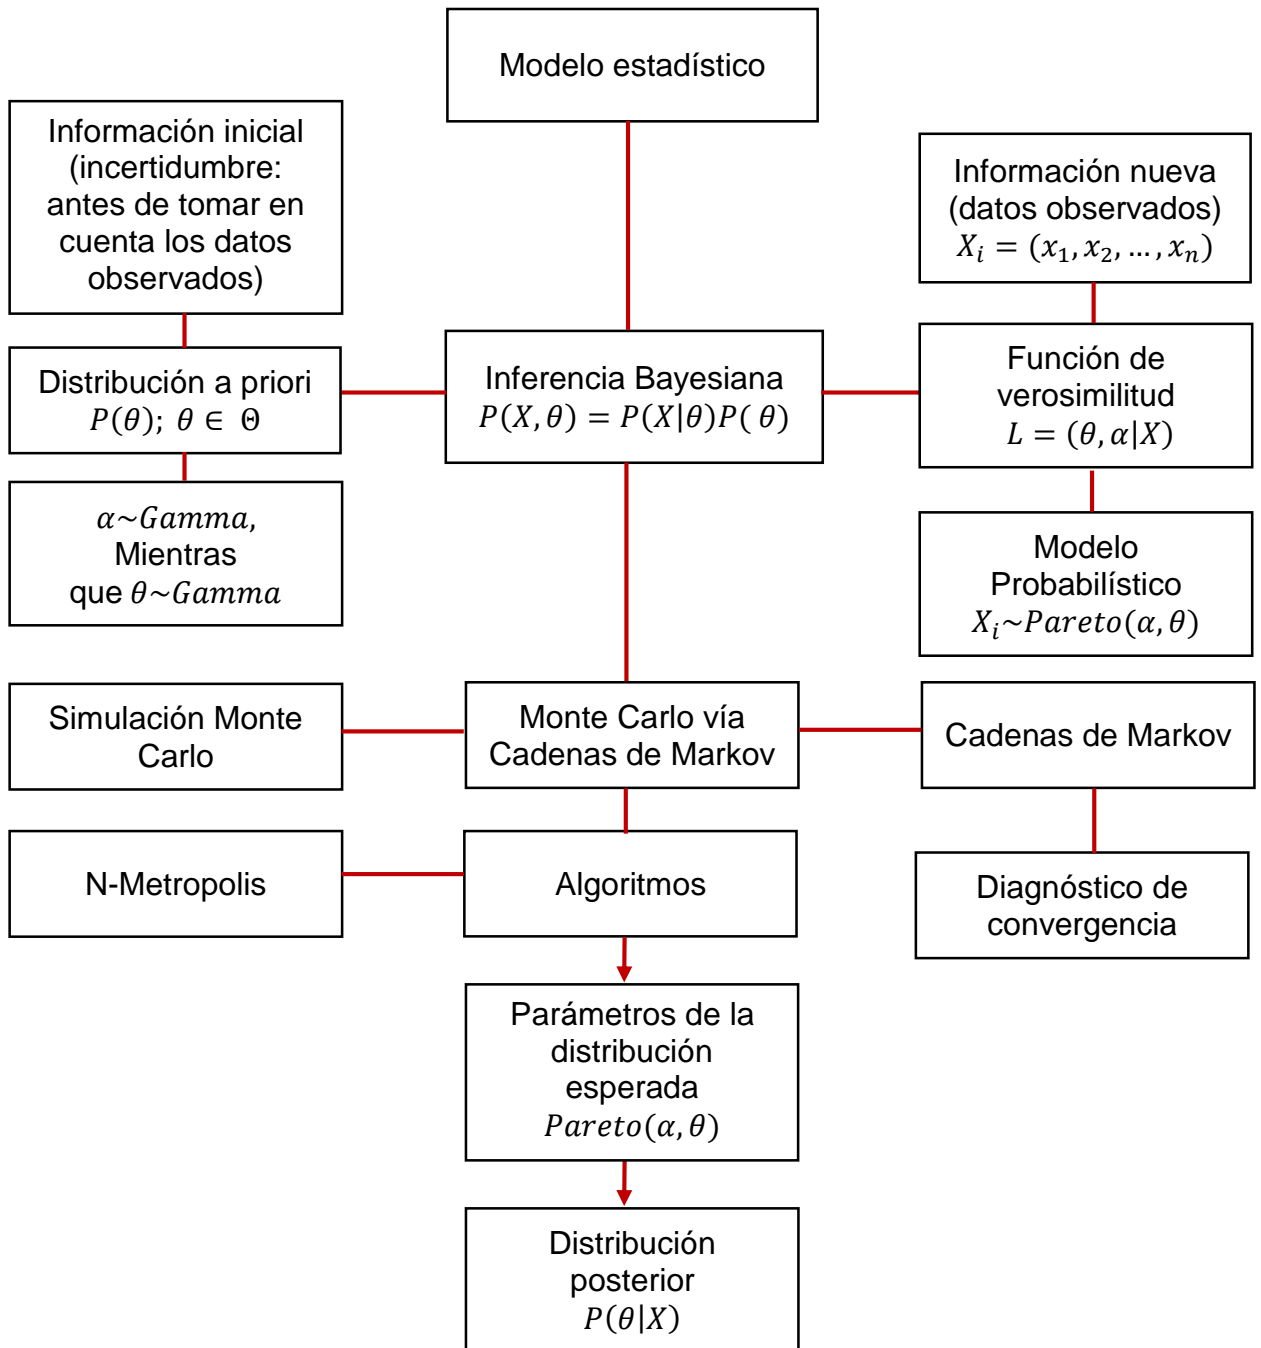 Modelo estadístico
Información inicial
(incertidumbre:
antes de tomar en
cuenta los datos
observados)
Información nueva
(datos observados)
X_i = (x_1, x_2, … , x_n)
Distribución a priori
P(θ); θ ∈ Θ
Inferencia Bayesiana
P(X, θ) = P(X|θ)P( θ)
Función de
verosimilitud
L = (θ, α|X)
α~Gamma,
Mientras
que θ~Gamma
Modelo
Probabilístico
X_i~Pareto(α, θ)
Simulación Monte
Carlo
Monte Carlo vía
Cadenas de Markov
Cadenas de Markov
N-Metropolis
Algoritmos
Diagnóstico de
convergencia
Parámetros de la
distribución
esperada
Pareto(α, θ)
Distribución
posterior
P(θ|X)